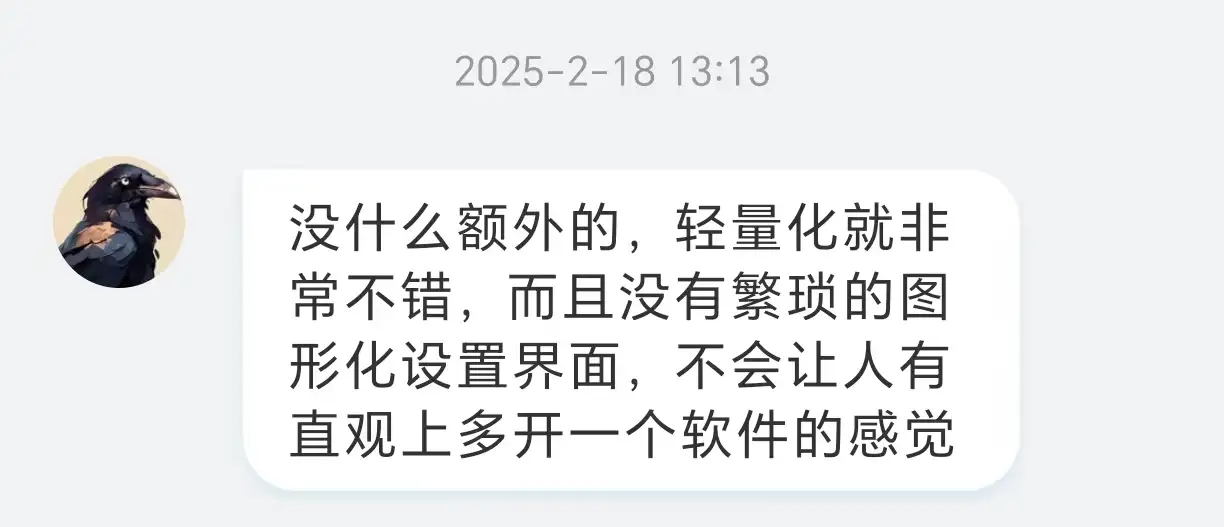 2025-2-18 13:13
没什么额外的，轻量化就非
常不错，而且没有繁琐的图
形化设置界面，不会让人有
直观上多开一个软件的感觉